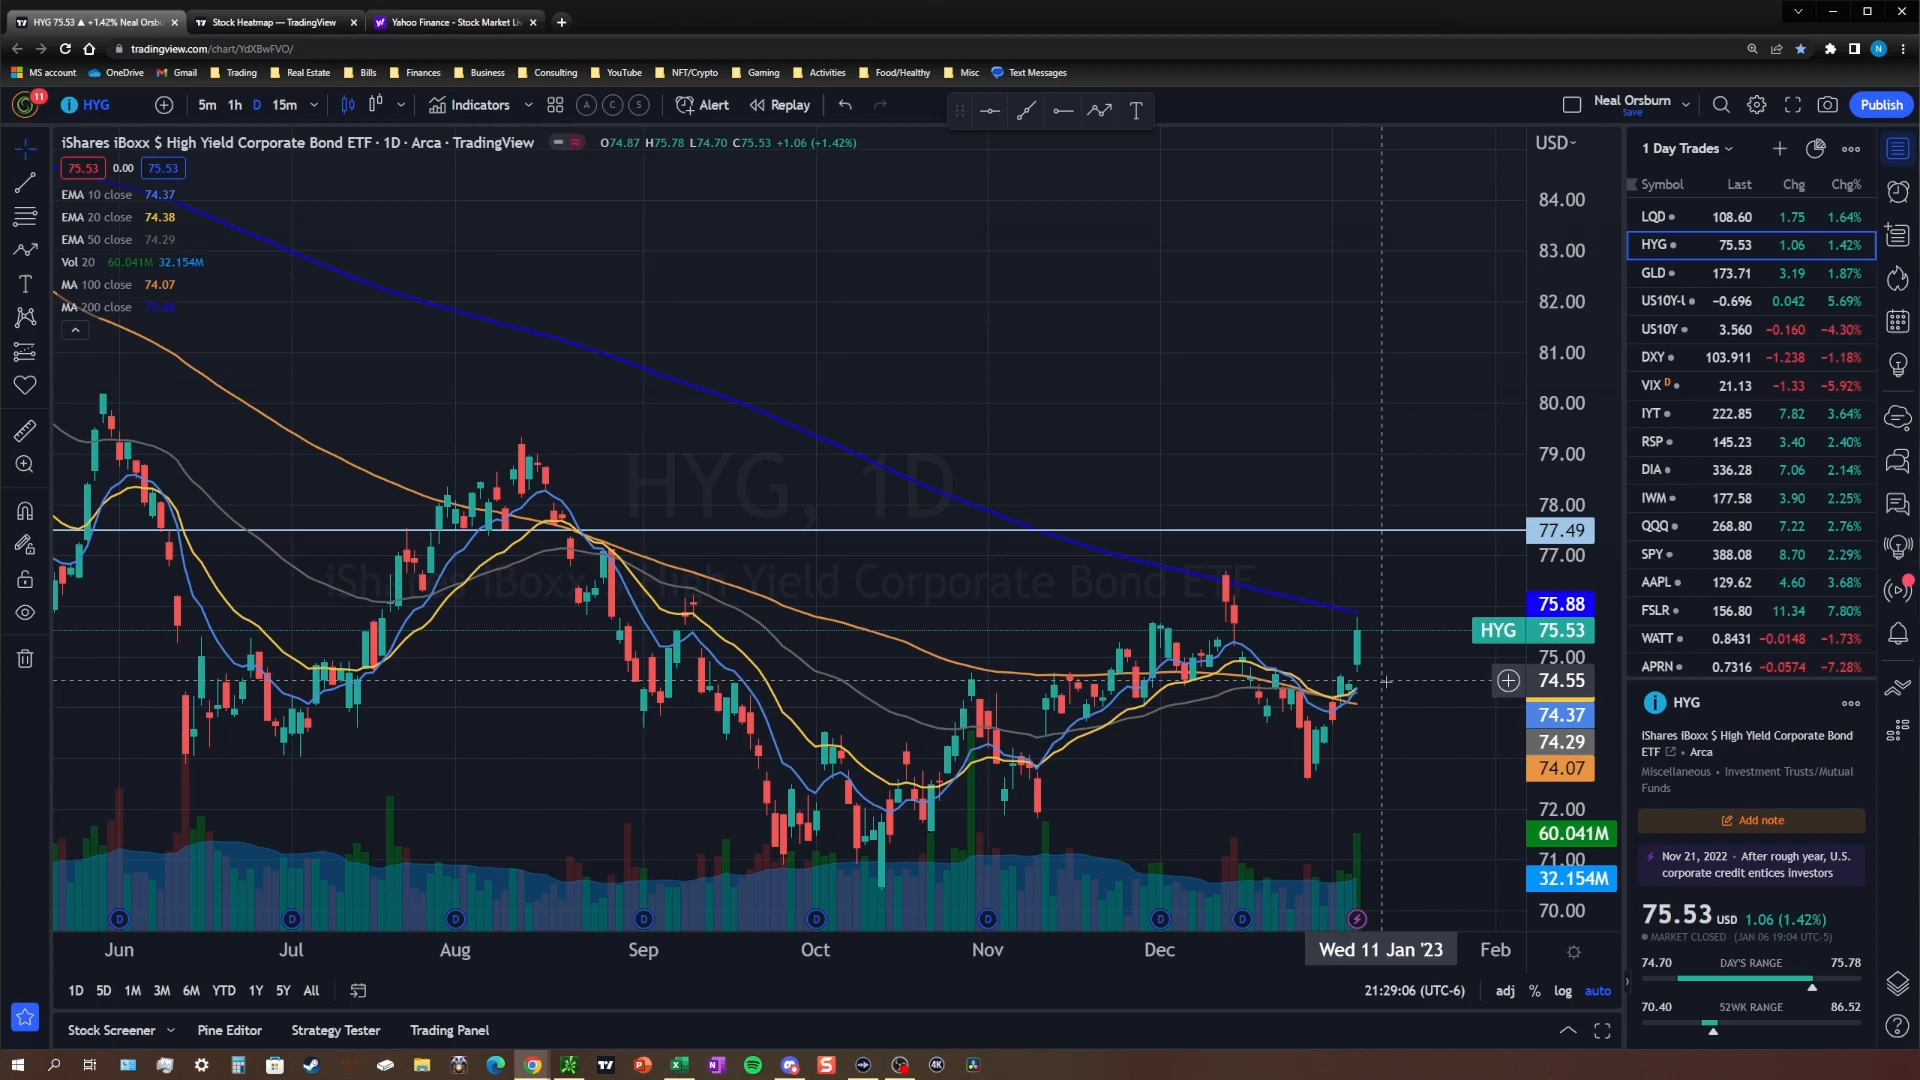 HYG 75.53 ▲ +1.42% Neal Orsbu
Stock Heatmap — TradingView
Yahoo Finance - Stock Market Liv
tradingview.com/chart/YdXBwFVO/
MS account OneDrive Gmail Trading Real Estate Bills Finances Business Consulting YouTube NFT/Crypto Gaming Activities Food/Healthy Misc Text Messages
11 HYG 5m 1h D 15m Indicators A C S Alert Replay T Neal Orsburn Save Publish
iShares iBoxx $ High Yield Corporate Bond ETF · 1D · Arca · TradingView O74.87 H75.78 L74.70 C75.53 +1.06 (+1.42%)
75.53 0.00 75.53
EMA 10 close 74.37
EMA 20 close 74.38
EMA 50 close 74.29
Vol 20 60.041M 32.154M
MA 100 close 74.07
MA 200 close 75.88
HYG, 1D
iShares iBoxx $ High Yield Corporate Bond ETF
USD
84.00
83.00
82.00
81.00
80.00
79.00
78.00
77.49
77.00
75.88
HYG 75.53
75.00
74.55
74.37
74.29
74.07
72.00
60.041M
71.00
32.154M
70.00
D D D D D D D D
Jun Jul Aug Sep Oct Nov Dec Wed 11 Jan '23 Feb
1D 5D 1M 3M 6M YTD 1Y 5Y All 21:29:06 (UTC-6) adj % log auto
Stock Screener Pine Editor Strategy Tester Trading Panel
1 Day Trades
Symbol Last Chg Chg%
LQD 108.60 1.75 1.64%
HYG 75.53 1.06 1.42%
GLD 173.71 3.19 1.87%
US10Y-L −0.696 0.042 5.69%
US10Y 3.560 −0.160 −4.30%
DXY 103.911 −1.238 −1.18%
VIX D 21.13 −1.33 −5.92%
IYT 222.85 7.82 3.64%
RSP 145.23 3.40 2.40%
DIA 336.28 7.06 2.14%
IWM 177.58 3.90 2.25%
QQQ 268.80 7.22 2.76%
SPY 388.08 8.70 2.29%
AAPL 129.62 4.60 3.68%
FSLR 156.80 11.34 7.80%
WATT 0.8431 −0.0148 −1.73%
APRN 0.7316 −0.0574 −7.28%
HYG
iShares iBoxx $ High Yield Corporate Bond
ETF • Arca
Miscellaneous • Investment Trusts/Mutual
Funds
Add note
Nov 21, 2022 · After rough year, U.S.
corporate credit entices investors
75.53 USD 1.06 (1.42%)
MARKET CLOSED (JAN 06 19:04 UTC-5)
74.70 DAY'S RANGE 75.78
70.40 52WK RANGE 86.52